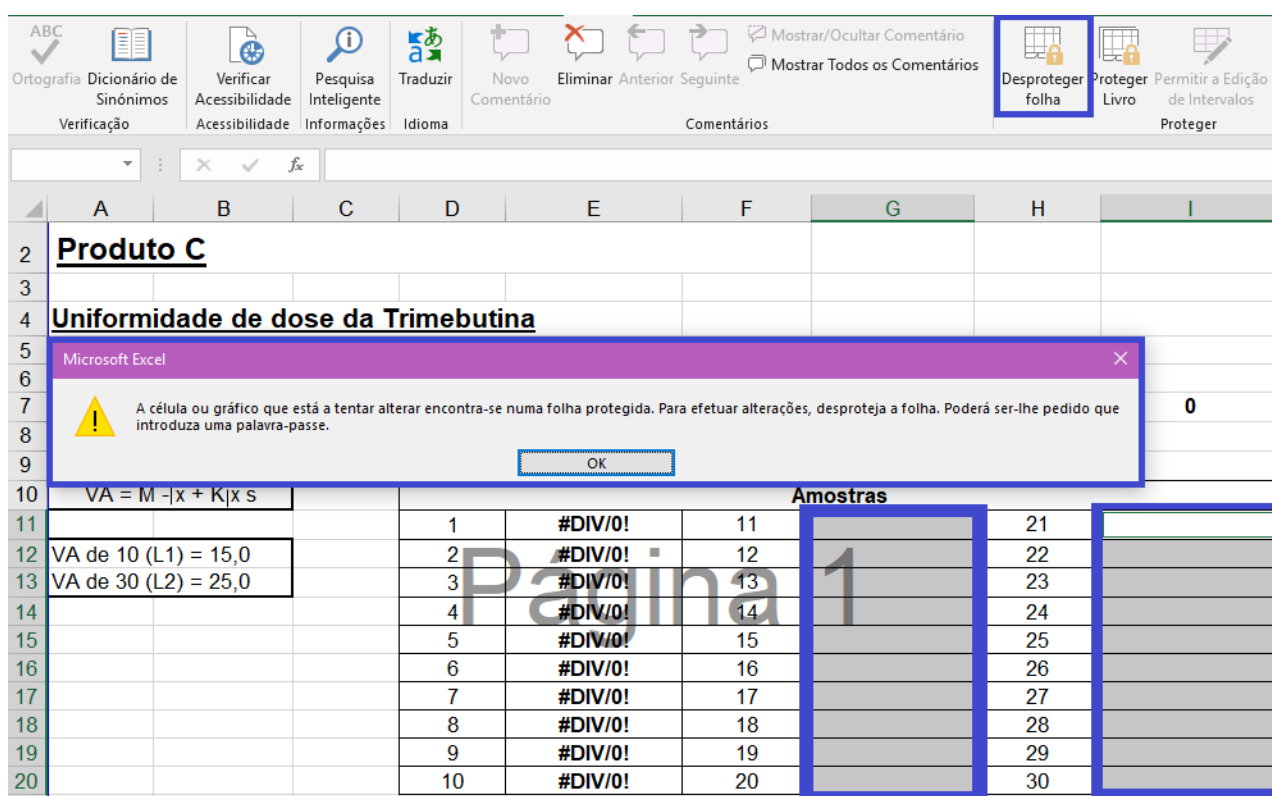 ABC
Ortografia Dicionário de Sinónimos Verificar Acessibilidade Pesquisa Inteligente Traduzir Novo Comentário Eliminar Anterior Seguinte
Mostrar/Ocultar Comentário
Mostrar Todos os Comentários
Desproteger folha Proteger Livro Permitir a Edição de Intervalos
Verificação Acessibilidade Informações Idioma Comentários Proteger
fx
A B C D E F G H I
2 Produto C
3
4 Uniformidade de dose da Trimebutina
5
Microsoft Excel
6
7 0
A célula ou gráfico que está a tentar alterar encontra-se numa folha protegida. Para efetuar alterações, desproteja a folha. Poderá ser-lhe pedido que
introduza uma palavra-passe.
8
9
OK
10 VA = M -|x + K|x s Amostras
11 1 #DIV/0! 11 21
12 VA de 10 (L1) = 15,0 2 #DIV/0! 12 22
13 VA de 30 (L2) = 25,0 3 #DIV/0! 13 23
Página 1
14 4 #DIV/0! 14 24
15 5 #DIV/0! 15 25
16 6 #DIV/0! 16 26
17 7 #DIV/0! 17 27
18 8 #DIV/0! 18 28
19 9 #DIV/0! 19 29
20 10 #DIV/0! 20 30